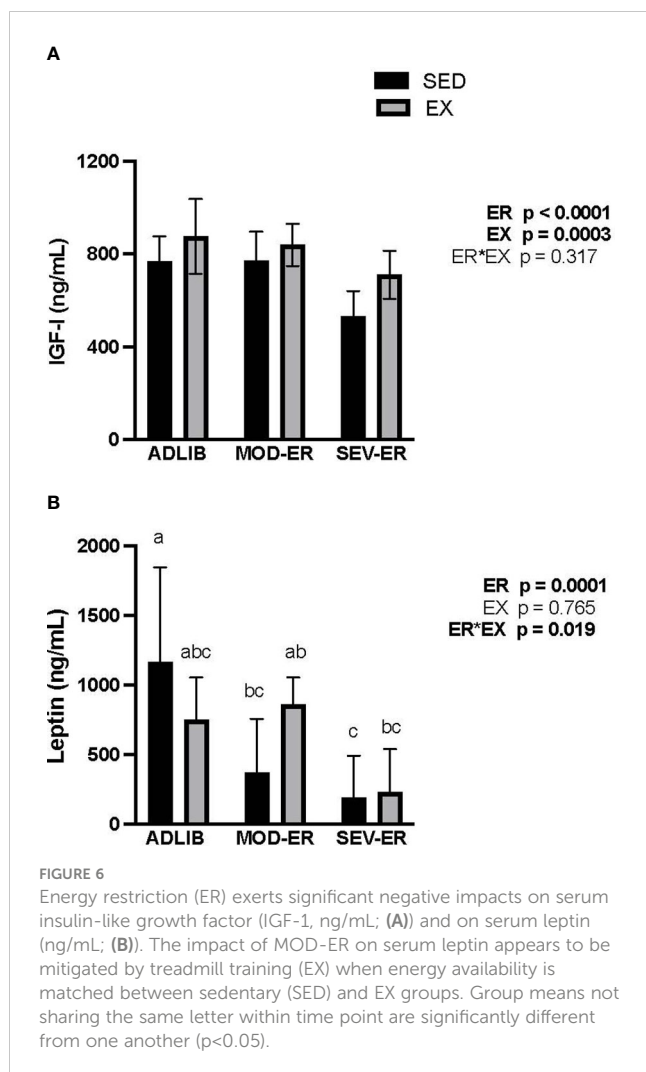 A
SED
EX
1200
800
400
0
IGF-I (ng/mL)
ER p < 0.0001
EX p = 0.0003
ER*EX p = 0.317
ADLIB MOD-ER SEV-ER
B
2000
1500
1000
500
0
Leptin (ng/mL)
a
abc
bc
ab
c
bc
ER p = 0.0001
EX p = 0.765
ER*EX p = 0.019
ADLIB MOD-ER SEV-ER
FIGURE 6
Energy restriction (ER) exerts significant negative impacts on serum
insulin-like growth factor (IGF-1, ng/mL; (A)) and on serum leptin
(ng/mL; (B)). The impact of MOD-ER on serum leptin appears to be
mitigated by treadmill training (EX) when energy availability is
matched between sedentary (SED) and EX groups. Group means not
sharing the same letter within time point are significantly different
from one another (p<0.05).